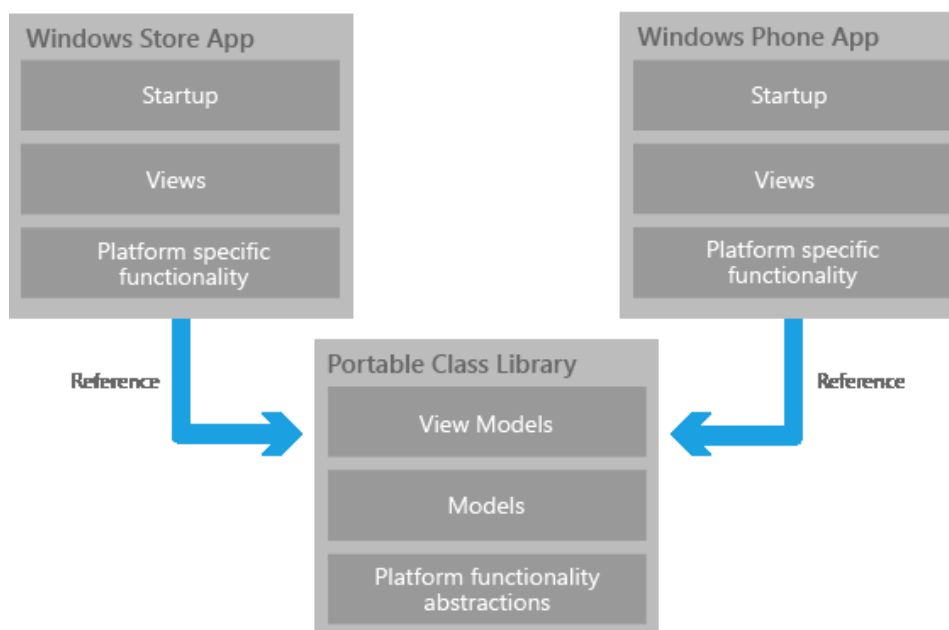 Windows Store App
Startup
Views
Platform specific
functionality
Windows Phone App
Startup
Views
Platform specific
functionality
Reference
Reference
Portable Class Library
View Models
Models
Platform functionality
abstractions